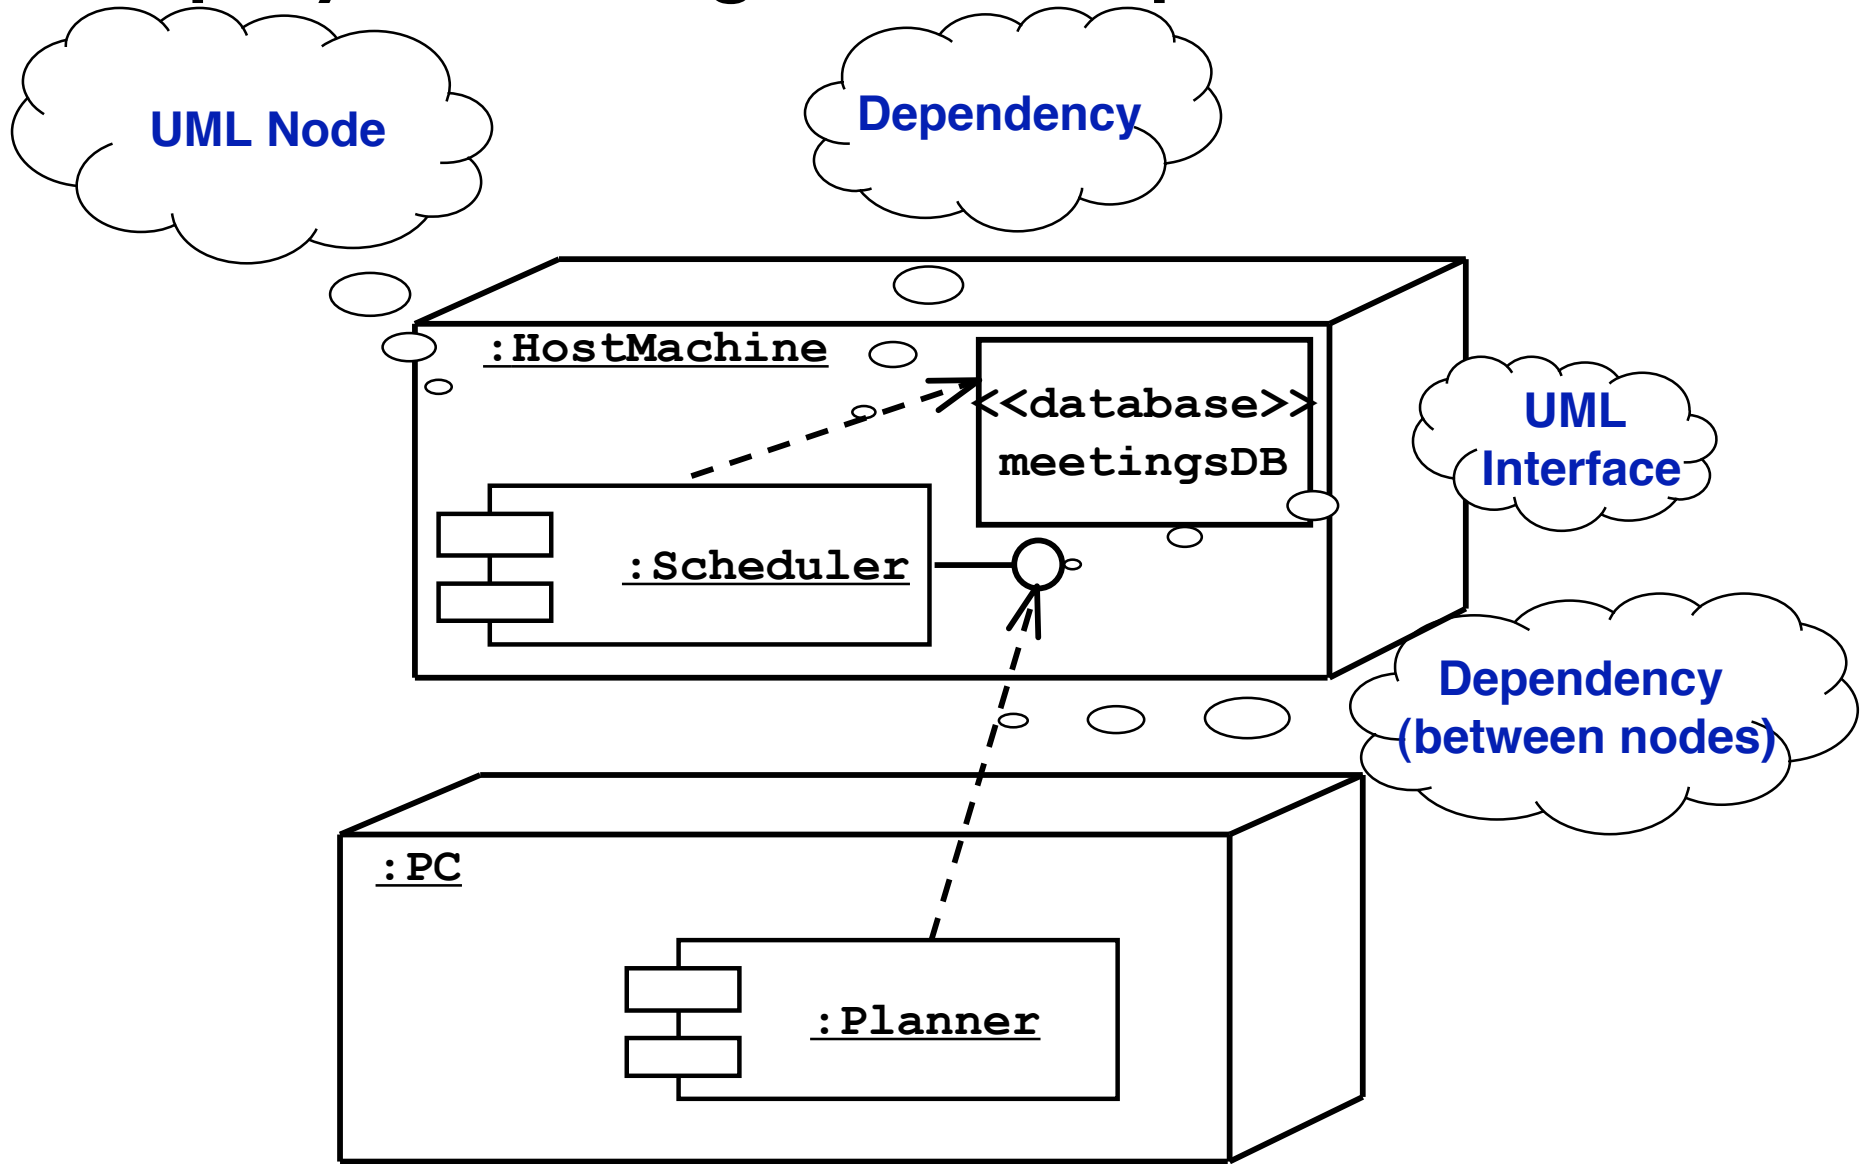 UML Node
Dependency
:HostMachine
<<database>>
meetingsDB
UML
Interface
:Scheduler
Dependency
(between nodes)
:PC
:Planner